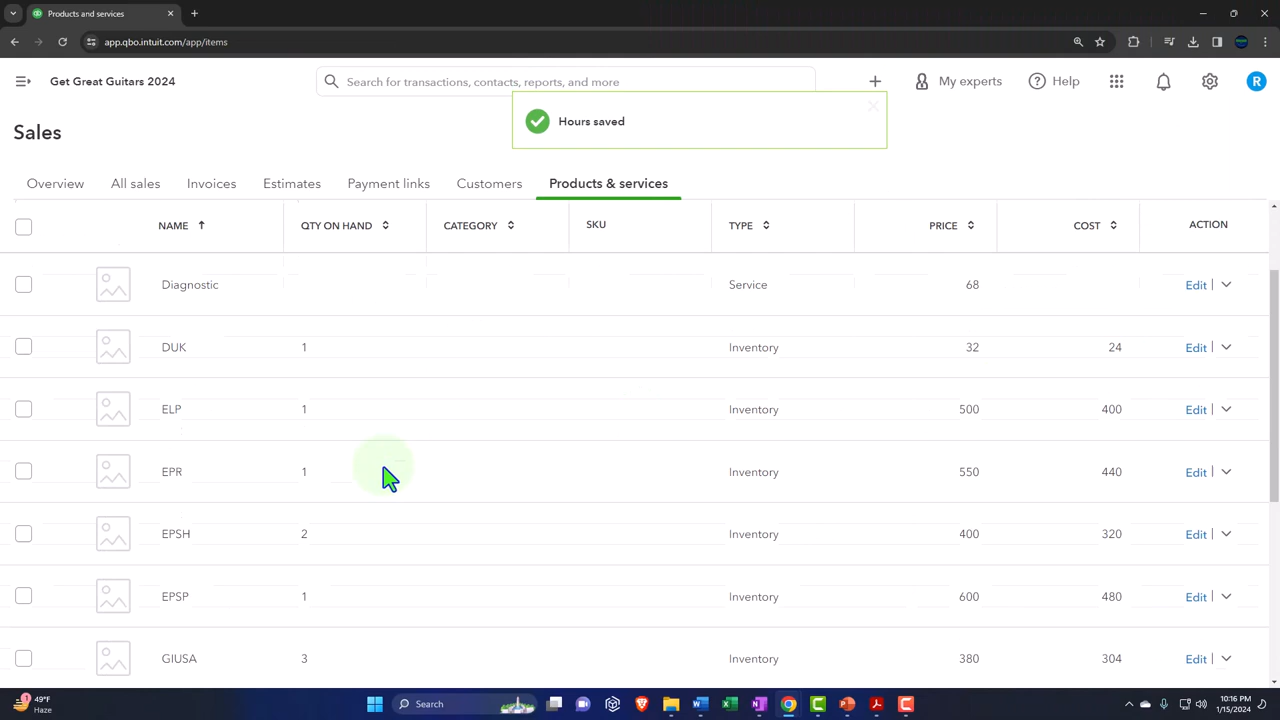 Products and services
app.qbo.intuit.com/app/items
Get Great Guitars 2024
Search for transactions, contacts, reports, and more
My experts
Help
R
Hours saved
Sales
Overview
All sales
Invoices
Estimates
Payment links
Customers
Products & services
NAME QTY ON HAND CATEGORY SKU TYPE PRICE COST ACTION
Diagnostic Service 68 Edit
DUK 1 Inventory 32 24 Edit
ELP 1 Inventory 500 400 Edit
EPR 1 Inventory 550 440 Edit
EPSH 2 Inventory 400 320 Edit
EPSP 1 Inventory 600 480 Edit
GIUSA 3 Inventory 380 304 Edit
1
49°F
Haze
Search
10:16 PM
1/15/2024